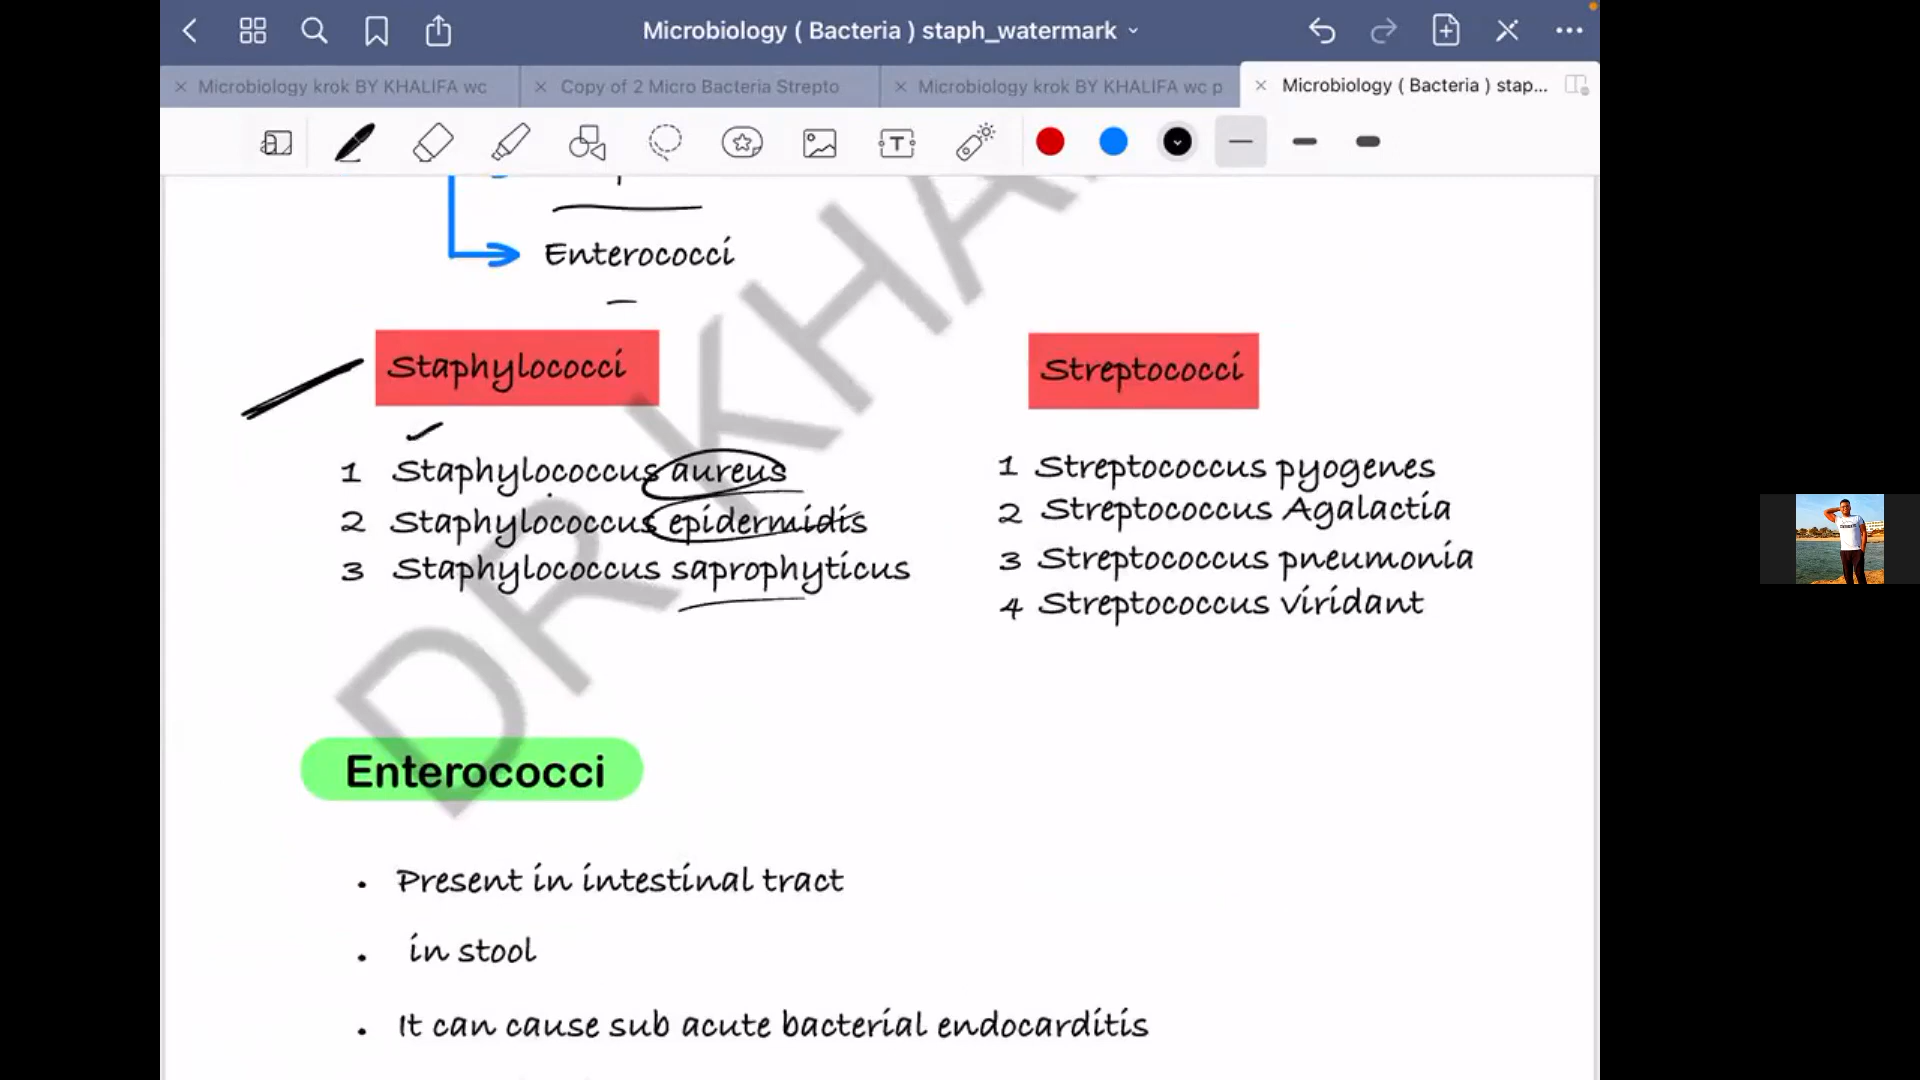 Microbiology ( Bacteria ) staph_watermark
Microbiology krok BY KHALIFA wc
Copy of 2 Micro Bacteria Strepto
Microbiology krok BY KHALIFA wc p
Microbiology ( Bacteria ) stap...
Enterococci
Staphylococci
Streptococci
1 Staphylococcus aureus
2 Staphylococcus epidermidis
3 Staphylococcus saprophyticus
1 Streptococcus pyogenes
2 Streptococcus Agalactia
3 Streptococcus pneumonia
4 Streptococcus viridant
Enterococci
. Present in intestinal tract
. in stool
. It can cause sub acute bacterial endocarditis
DR KHA